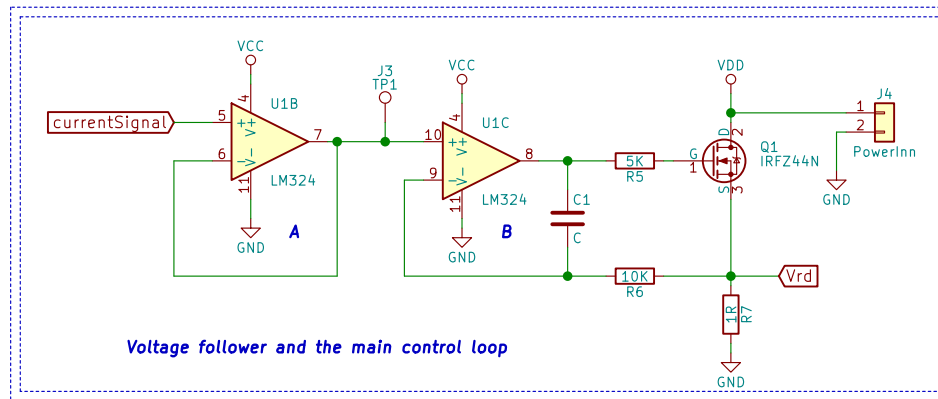 VCC
4
U1B
currentSignal
5
6
7
+
-
V+
V-
11
LM324
GND
A
J3
TP1
VCC
4
U1C
10
9
8
+
-
V+
V-
11
LM324
GND
B
C1
C
5K
R5
10K
R6
VDD
D
2
G
1
S
3
Q1
IRFZ44N
J4
1
2
PowerInn
GND
Vrd
1R
R7
GND
Voltage follower and the main control loop